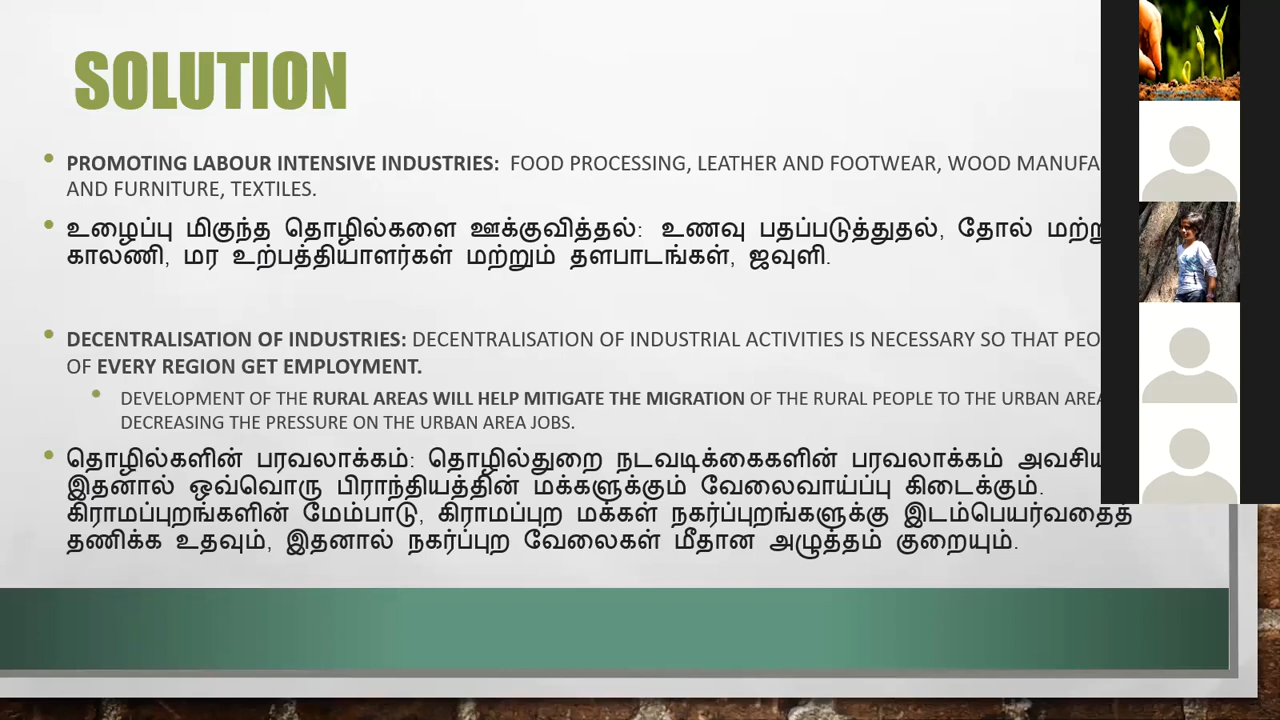 SOLUTION
• PROMOTING LABOUR INTENSIVE INDUSTRIES: FOOD PROCESSING, LEATHER AND FOOTWEAR, WOOD
AND FURNITURE, TEXTILES.
• உழைப்பு மிகுந்த தொழில்களை ஊக்குவித்தல்: உணவு பதப்படுத்துதல், தோல்
காலணி, மர உற்பத்தியாளர்கள் மற்றும் தளபாடங்கள், ஜவுளி.
• DECENTRALISATION OF INDUSTRIES: DECENTRALISATION OF INDUSTRIAL ACTIVITIES IS NECESSARY SO THAT
OF EVERY REGION GET EMPLOYMENT.
• DEVELOPMENT OF THE RURAL AREAS WILL HELP MITIGATE THE MIGRATION OF THE RURAL PEOPLE TO THE URBAN
DECREASING THE PRESSURE ON THE URBAN AREA JOBS.
• தொழில்களின் பரவலாக்கம்: தொழில்துறை நடவடிக்கைகளின் பரவலாக்கம்
இதனால் ஒவ்வொரு பிராந்தியத்தின் மக்களுக்கும் வேலைவாய்ப்பு கிடைக்கும்.
கிராமப்புறங்களின் மேம்பாடு, கிராமப்புற மக்கள் நகர்ப்புறங்களுக்கு இடம்பெயர்வதைத்
தணிக்க உதவும், இதனால் நகர்ப்புற வேலைகள் மீதான அழுத்தம் குறையும்.